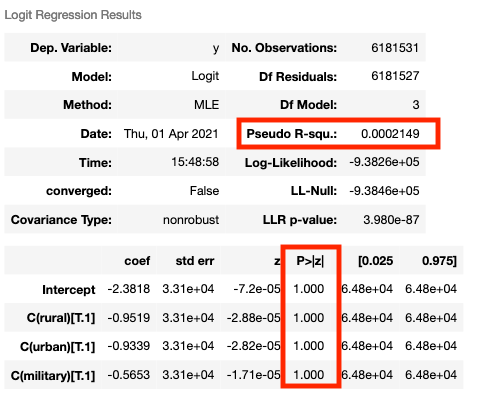 Logit Regression Results
Dep. Variable: y No. Observations: 6181531
Model: Logit Df Residuals: 6181527
Method: MLE Df Model: 3
Date: Thu, 01 Apr 2021 Pseudo R-squ.: 0.0002149
Time: 15:48:58 Log-Likelihood: -9.3826e+05
converged: False LL-Null: -9.3846e+05
Covariance Type: nonrobust LLR p-value: 3.980e-87
coef std err z P>|z| [0.025 0.975]
Intercept -2.3818 3.31e+04 -7.2e-05 1.000 6.48e+04 6.48e+04
C(rural)[T.1] -0.9519 3.31e+04 -2.88e-05 1.000 6.48e+04 6.48e+04
C(urban)[T.1] -0.9339 3.31e+04 -2.82e-05 1.000 6.48e+04 6.48e+04
C(military)[T.1] -0.5653 3.31e+04 -1.71e-05 1.000 6.48e+04 6.48e+04